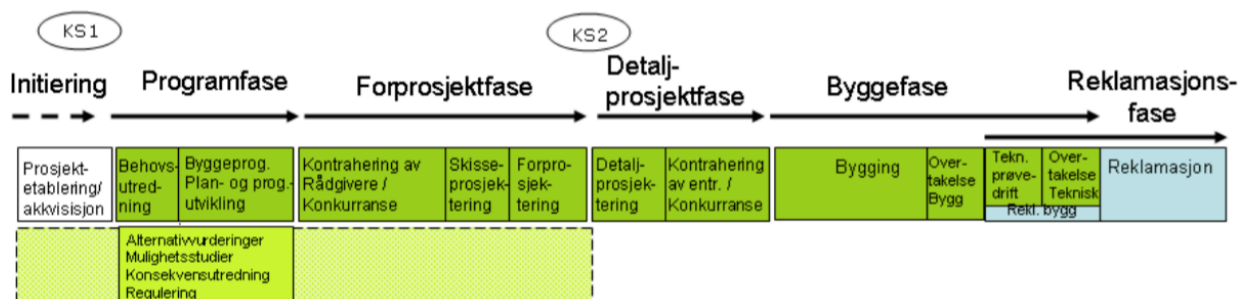 KS1
KS2
Initiering
Programfase
Forprosjektfase
Detalj-
prosjektfase
Byggefase
Reklamasjons-
fase
Prosjekt-
etablering/
akkvisisjon
Behovs-
utred-
ning
Byggeprog.
Plan- og prog.-
utvikling
Kontrahering av
Rådgivere /
Konkurranse
Skisse-
prosjek-
tering
Forpro-
sjek-
tering
Detalj-
prosjek-
tering
Kontrahering
av entr. /
Konkurranse
Bygging
Over-
takelse
Bygg
Tekn.
prøve-
drift
Over-
takelse
Teknisk
Rekl. bygg
Reklamasjon
Alternativvurderinger
Mulighetsstudier
Konsekvensutredning
Regulering